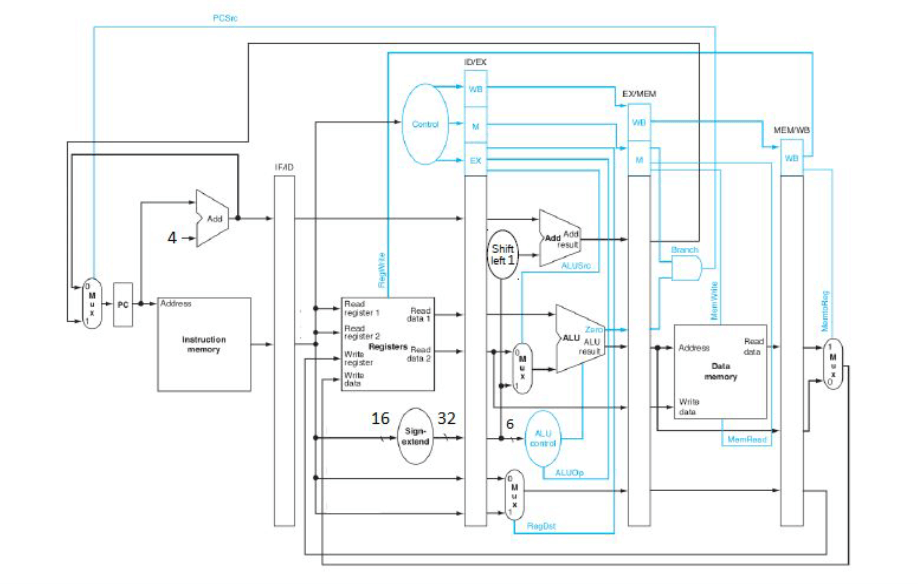 PCSrc
ID/EX
WB
Control
M
EX
EX/MEM
WB
M
MEM/WB
WB
IF/ID
Add
4
Shift
left 1
Add
Add
result
ALUSrc
Branch
RegWrite
MemWrite
MemtoReg
0
M
u
x
1
PC
Address
Instruction
memory
Read
register 1
Read
register 2
Write
register
Write
data
Registers
Read
data 1
Read
data 2
0
M
u
x
1
Zero
ALU
ALU
result
Address
Read
data
Data
memory
Write
data
1
M
u
x
0
16
Sign-
extend
32
6
ALU
control
MemRead
ALUOp
0
M
u
x
1
RegDst